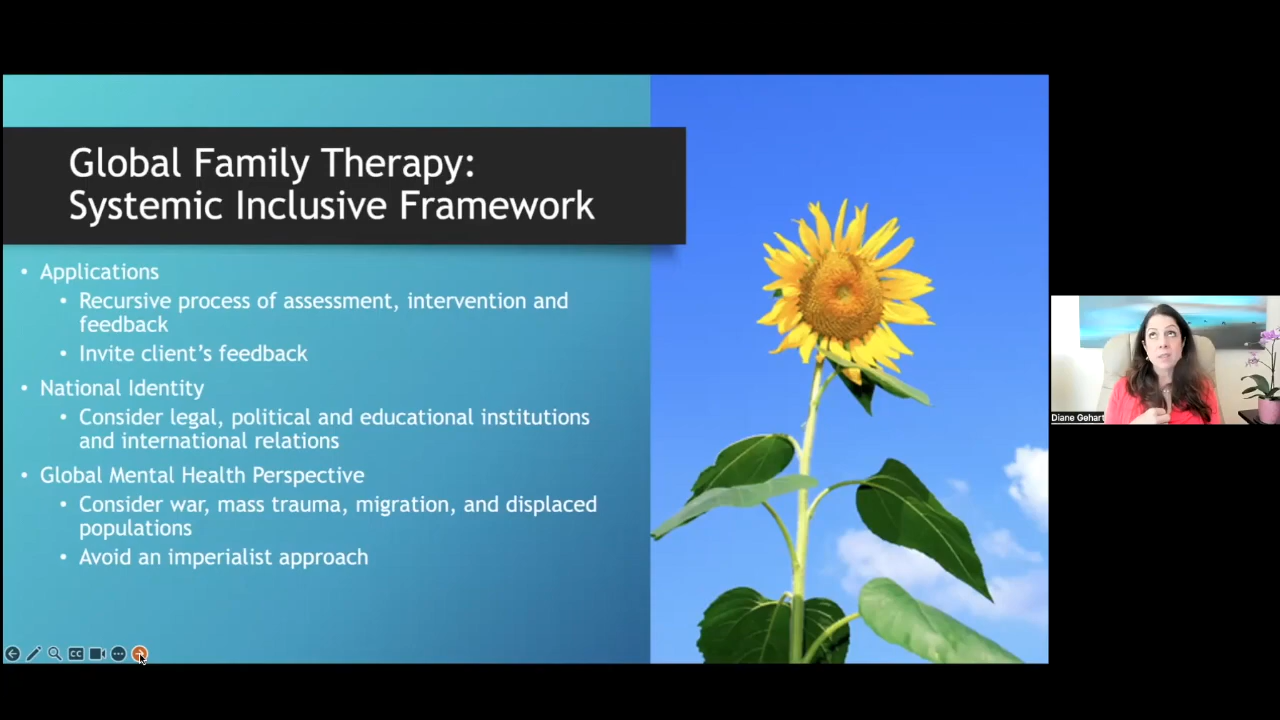 Global Family Therapy:
Systemic Inclusive Framework
• Applications
• Recursive process of assessment, intervention and
feedback
• Invite client's feedback
• National Identity
• Consider legal, political and educational institutions
and international relations
• Global Mental Health Perspective
• Consider war, mass trauma, migration, and displaced
populations
• Avoid an imperialist approach
CC
Diane Gehart